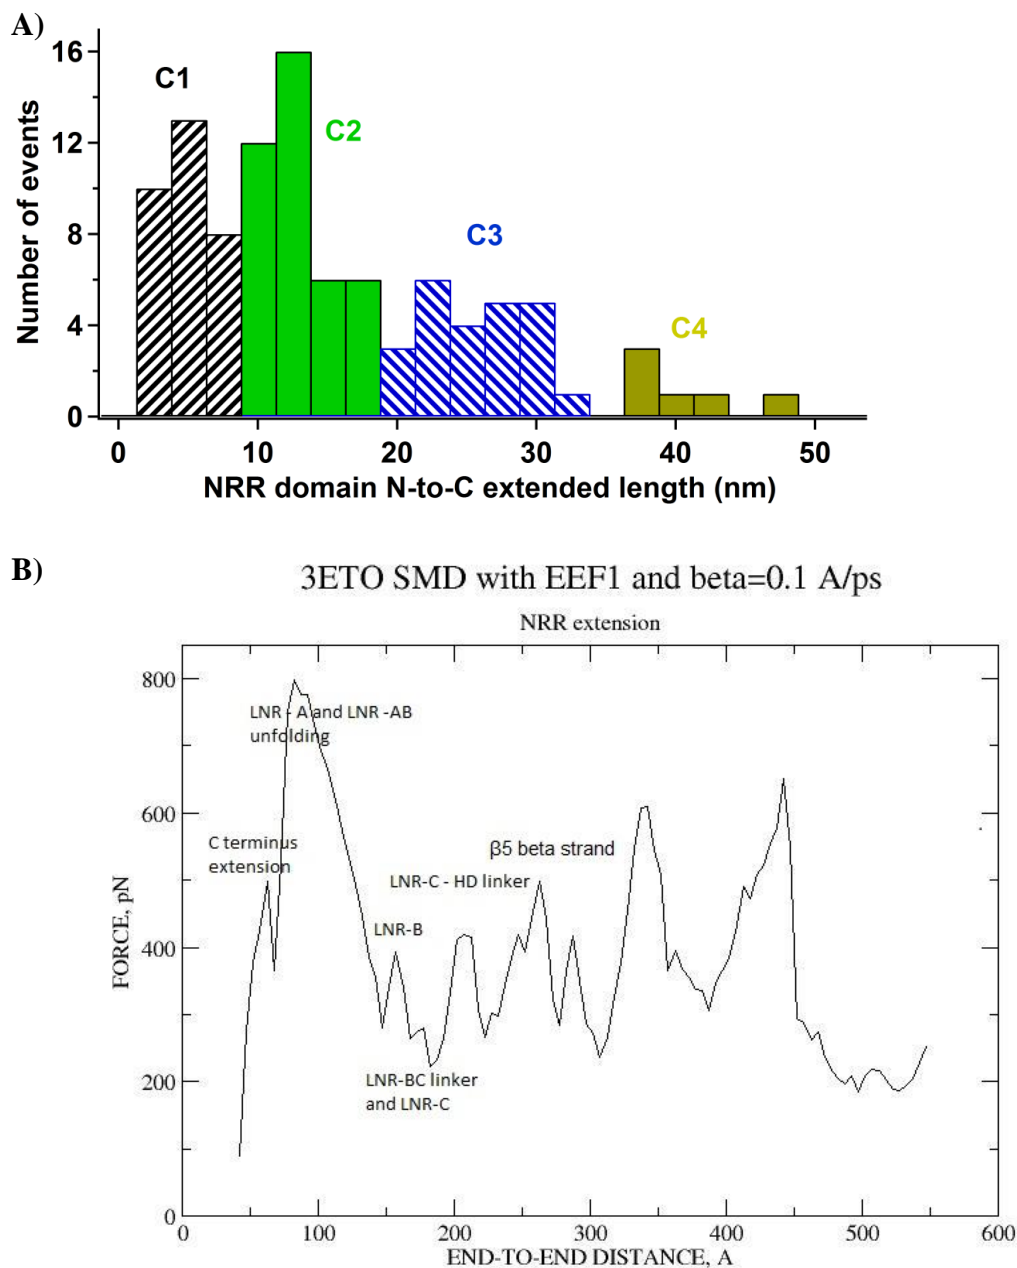 A)
16
12
8
4
0
Number of events
C1
C2
C3
C4
0 10 20 30 40 50
NRR domain N-to-C extended length (nm)
B)
3ETO SMD with EEF1 and beta=0.1 A/ps
NRR extension
800
600
400
200
0
FORCE, pN
LNR - A and LNR -AB
unfolding
C terminus
extension
β5 beta strand
LNR-C - HD linker
LNR-B
LNR-BC linker
and LNR-C
0 100 200 300 400 500 600
END-TO-END DISTANCE, A